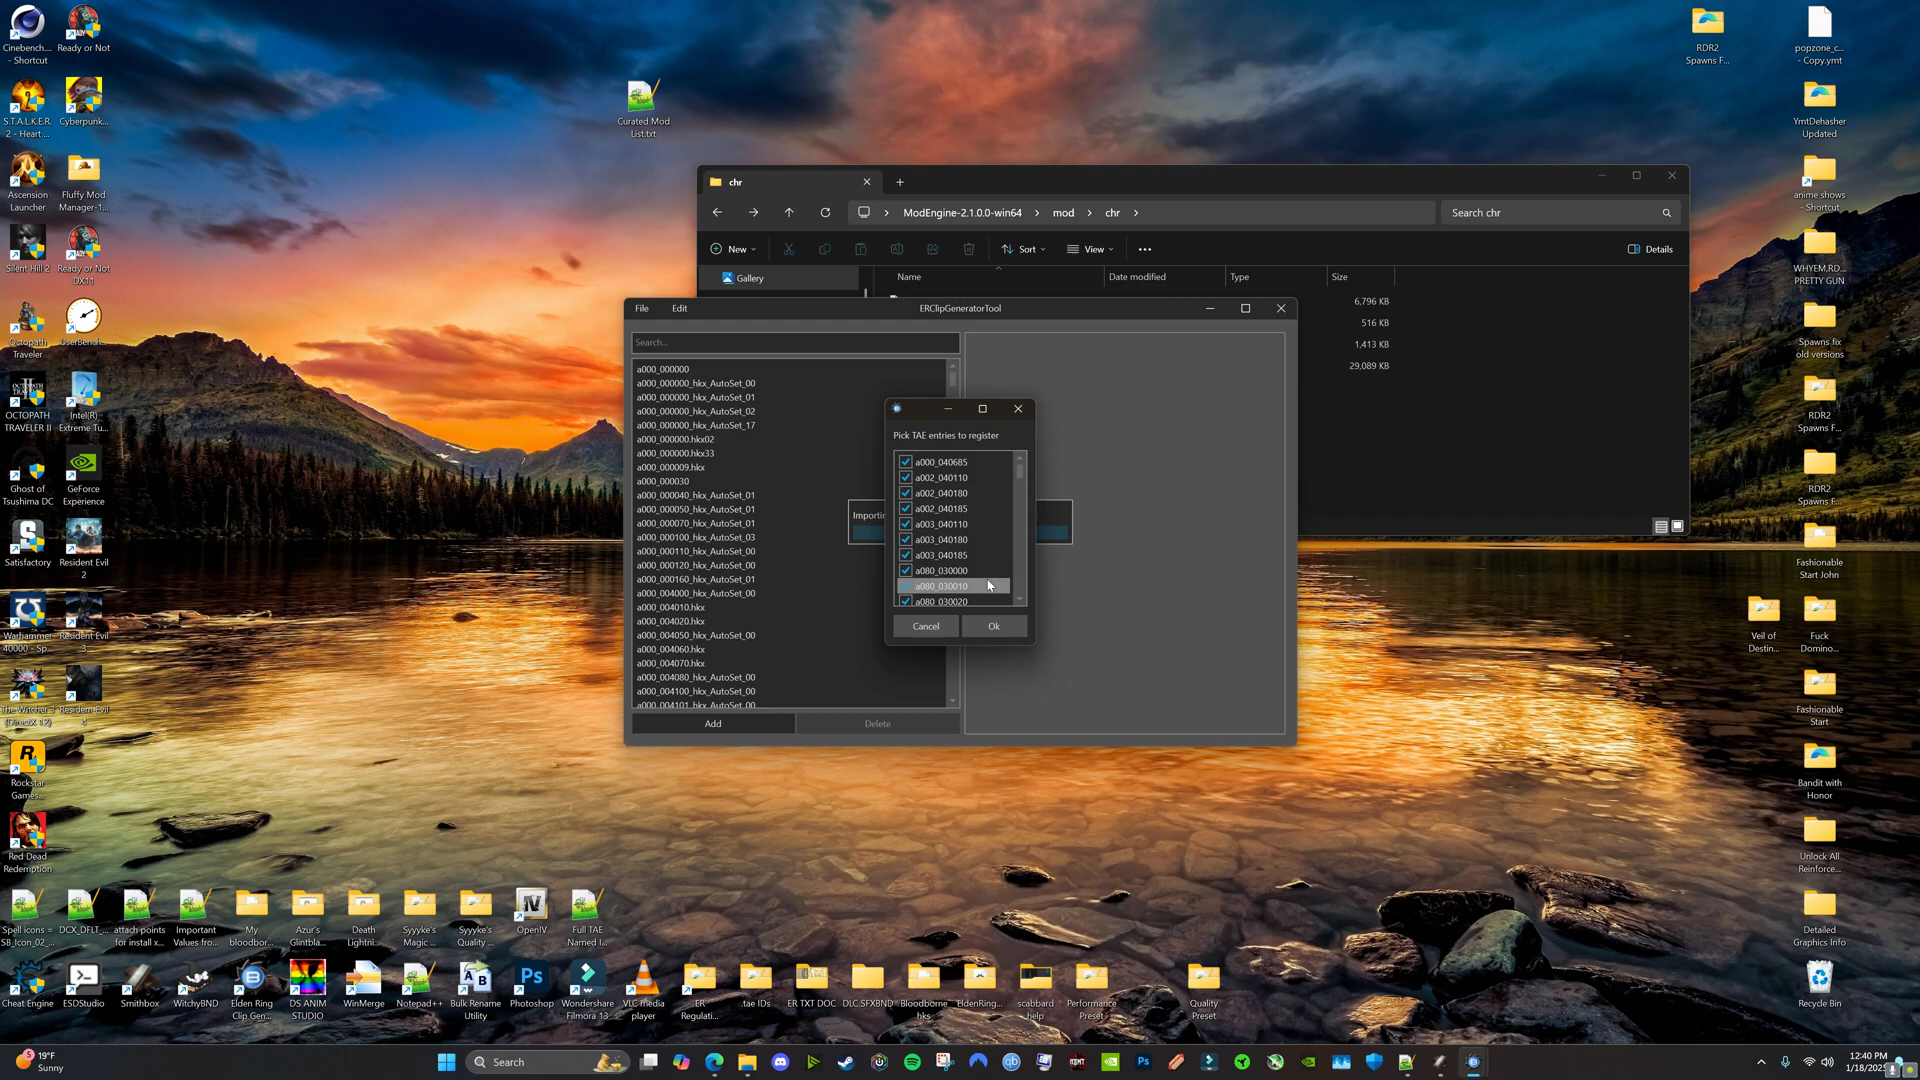 Cinebench....
- Shortcut
Ready or Not
S.T.A.L.K.E.R.
2 - Heart ...
Cyberpunk...
Ascension
Launcher
Fluffy Mod
Manager-1...
Silent Hill 2
Ready or Not
DX11
Octopath
Traveler
UserBench...
OCTOPATH
TRAVELER II
Intel(R)
Extreme Tu...
Ghost of
Tsushima DC
GeForce
Experience
Satisfactory
Resident Evil
2
Warhammer
40000 - Sp...
Resident Evil
3
The Witcher 3
(DirectX 12)
Resident Evil
4
Rockstar
Games...
Red Dead
Redemption
Curated Mod
List.txt
RDR2
Spawns F...
popzone_c...
- Copy.ymt
YmtDehasher
Updated
anime shows
- Shortcut
WHYEM.RD...
PRETTY GUN
Spawns fix
old versions
RDR2
Spawns F...
RDR2
Spawns F...
Fashionable
Start John
Veil of
Destin...
Fuck
Domino...
Fashionable
Start
Bandit with
Honor
Unlock All
Reinforce...
Detailed
Graphics Info
Recycle Bin
chr
ModEngine-2.1.0.0-win64 > mod > chr >
Search chr
New
Sort
View
Details
Gallery
Name
Date modified
Type
Size
6,796 KB
516 KB
1,413 KB
29,089 KB
File
Edit
ERClipGeneratorTool
Search...
a000_000000
a000_000000_hkx_AutoSet_00
a000_000000_hkx_AutoSet_01
a000_000000_hkx_AutoSet_02
a000_000000_hkx_AutoSet_17
a000_000000.hkx02
a000_000000.hkx33
a000_000009.hkx
a000_000030
a000_000040_hkx_AutoSet_01
a000_000050_hkx_AutoSet_01
a000_000070_hkx_AutoSet_01
a000_000100_hkx_AutoSet_03
a000_000110_hkx_AutoSet_00
a000_000120_hkx_AutoSet_00
a000_000160_hkx_AutoSet_01
a000_004000_hkx_AutoSet_00
a000_004010.hkx
a000_004020.hkx
a000_004050_hkx_AutoSet_00
a000_004060.hkx
a000_004070.hkx
a000_004080_hkx_AutoSet_00
a000_004100_hkx_AutoSet_00
a000_004101_hkx_AutoSet_00
Add
Delete
Importin
Pick TAE entries to register
a000_040685
a002_040110
a002_040180
a002_040185
a003_040110
a003_040180
a003_040185
a080_030000
a080_030010
a080_030020
Cancel
Ok
Spell icons =
SB_Icon_02_...
DCX_DFLT_...
attach points
for install x...
Important
Values fro...
My
bloodbor...
Azur's
Glintbla...
Death
Lightni...
Syyyke's
Magic ...
Syyyke's
Quality ...
OpenIV
Full TAE
Named I...
Cheat Engine
ESDStudio
Smithbox
WitchyBND
Elden Ring
Clip Gen...
DS ANIM
STUDIO
WinMerge
Notepad++
Bulk Rename
Utility
Photoshop
Wondershare
Filmora 13
VLC media
player
ER
Regulati...
.tae IDs
ER TXT DOC
DLC SFXBND
Bloodborne
hks
EldenRing...
scabbard
help
Performance
Preset
Quality
Preset
19°F
Sunny
Search
12:40 PM